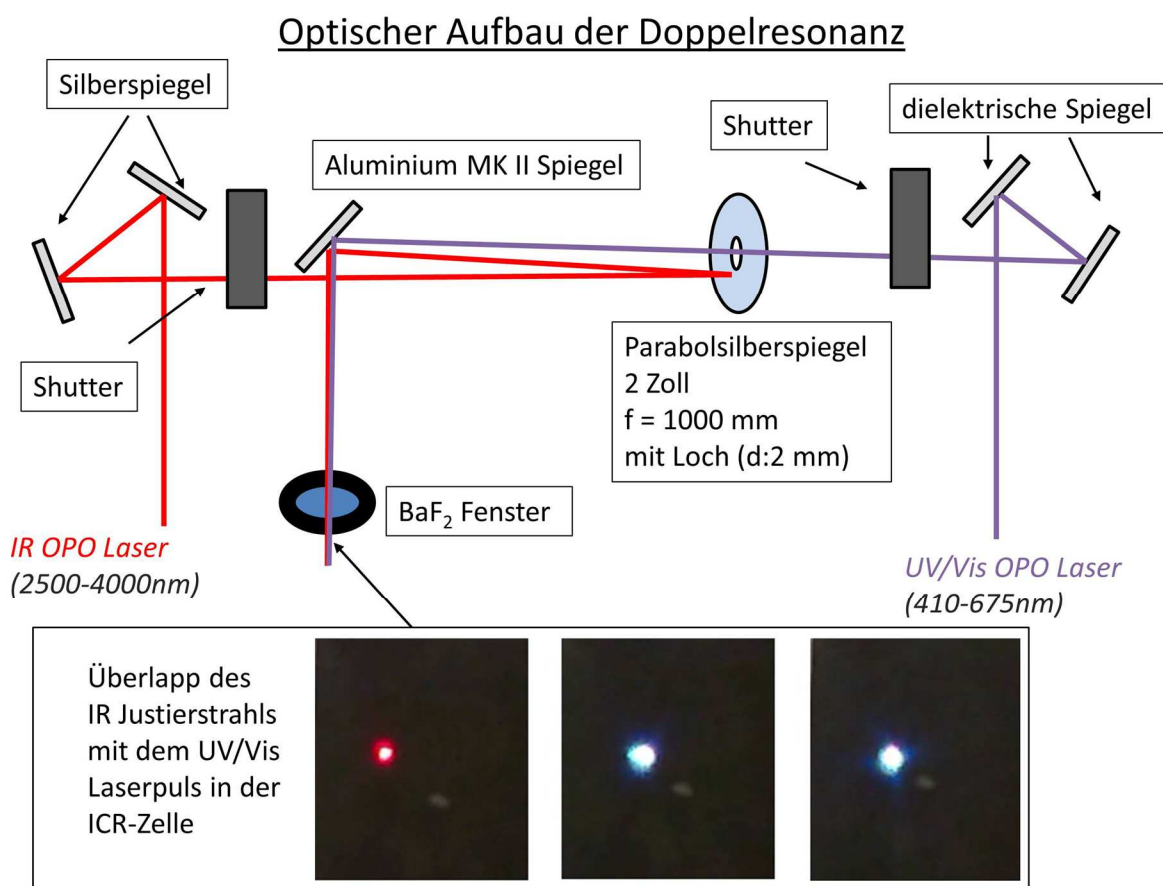 Optischer Aufbau der Doppelresonanz
Silberspiegel
Aluminium MK II Spiegel
Shutter
dielektrische Spiegel
Shutter
Parabolsilberspiegel
2 Zoll
f = 1000 mm
mit Loch (d:2 mm)
BaF₂ Fenster
IR OPO Laser
(2500-4000nm)
UV/Vis OPO Laser
(410-675nm)
Überlapp des
IR Justierstrahls
mit dem UV/Vis
Laserpuls in der
ICR-Zelle